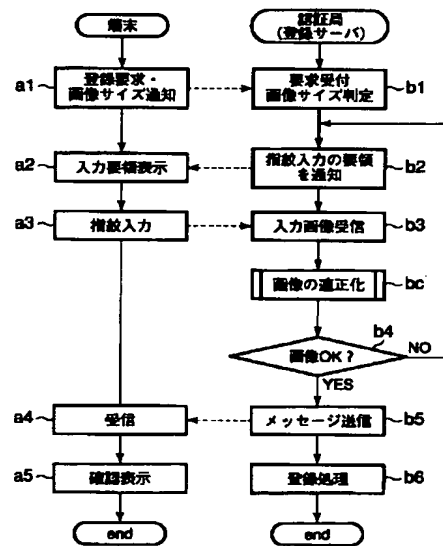 端末
認証局
(登録サーバ)
a1
登録要求・
画像サイズ通知
要求受付
画像サイズ判定
b1
a2
入力要領表示
指紋入力の要領
を通知
b2
a3
指紋入力
入力画像受信
b3
画像の適正化
bc
b4
画像OK?
NO
YES
a4
受信
メッセージ送信
b5
a5
確認表示
登録処理
b6
end
end